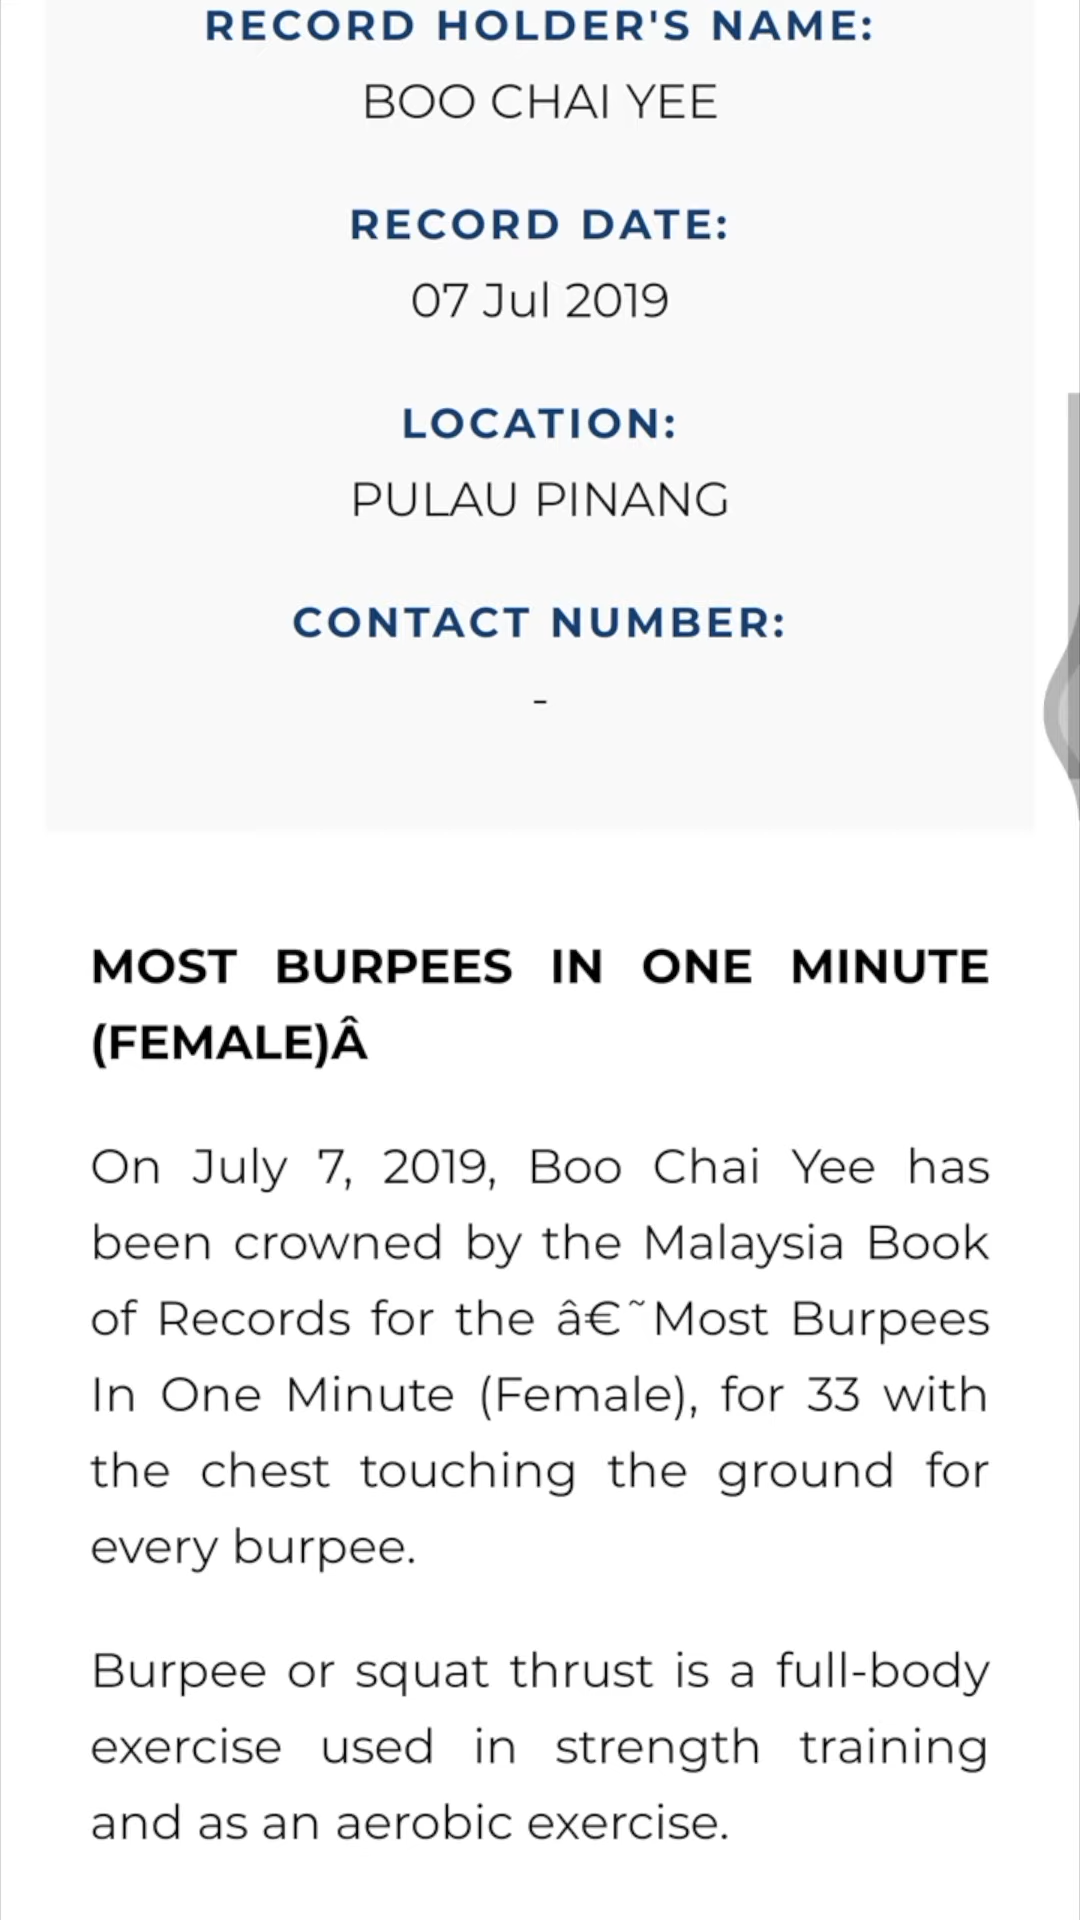 RECORD HOLDER'S NAME:
BOO CHAI YEE
RECORD DATE:
07 Jul 2019
LOCATION:
PULAU PINANG
CONTACT NUMBER:
-
MOST BURPEES IN ONE MINUTE
(FEMALE)Â
On July 7, 2019, Boo Chai Yee has
been crowned by the Malaysia Book
of Records for the â€˜Most Burpees
In One Minute (Female), for 33 with
the chest touching the ground for
every burpee.
Burpee or squat thrust is a full-body
exercise used in strength training
and as an aerobic exercise.